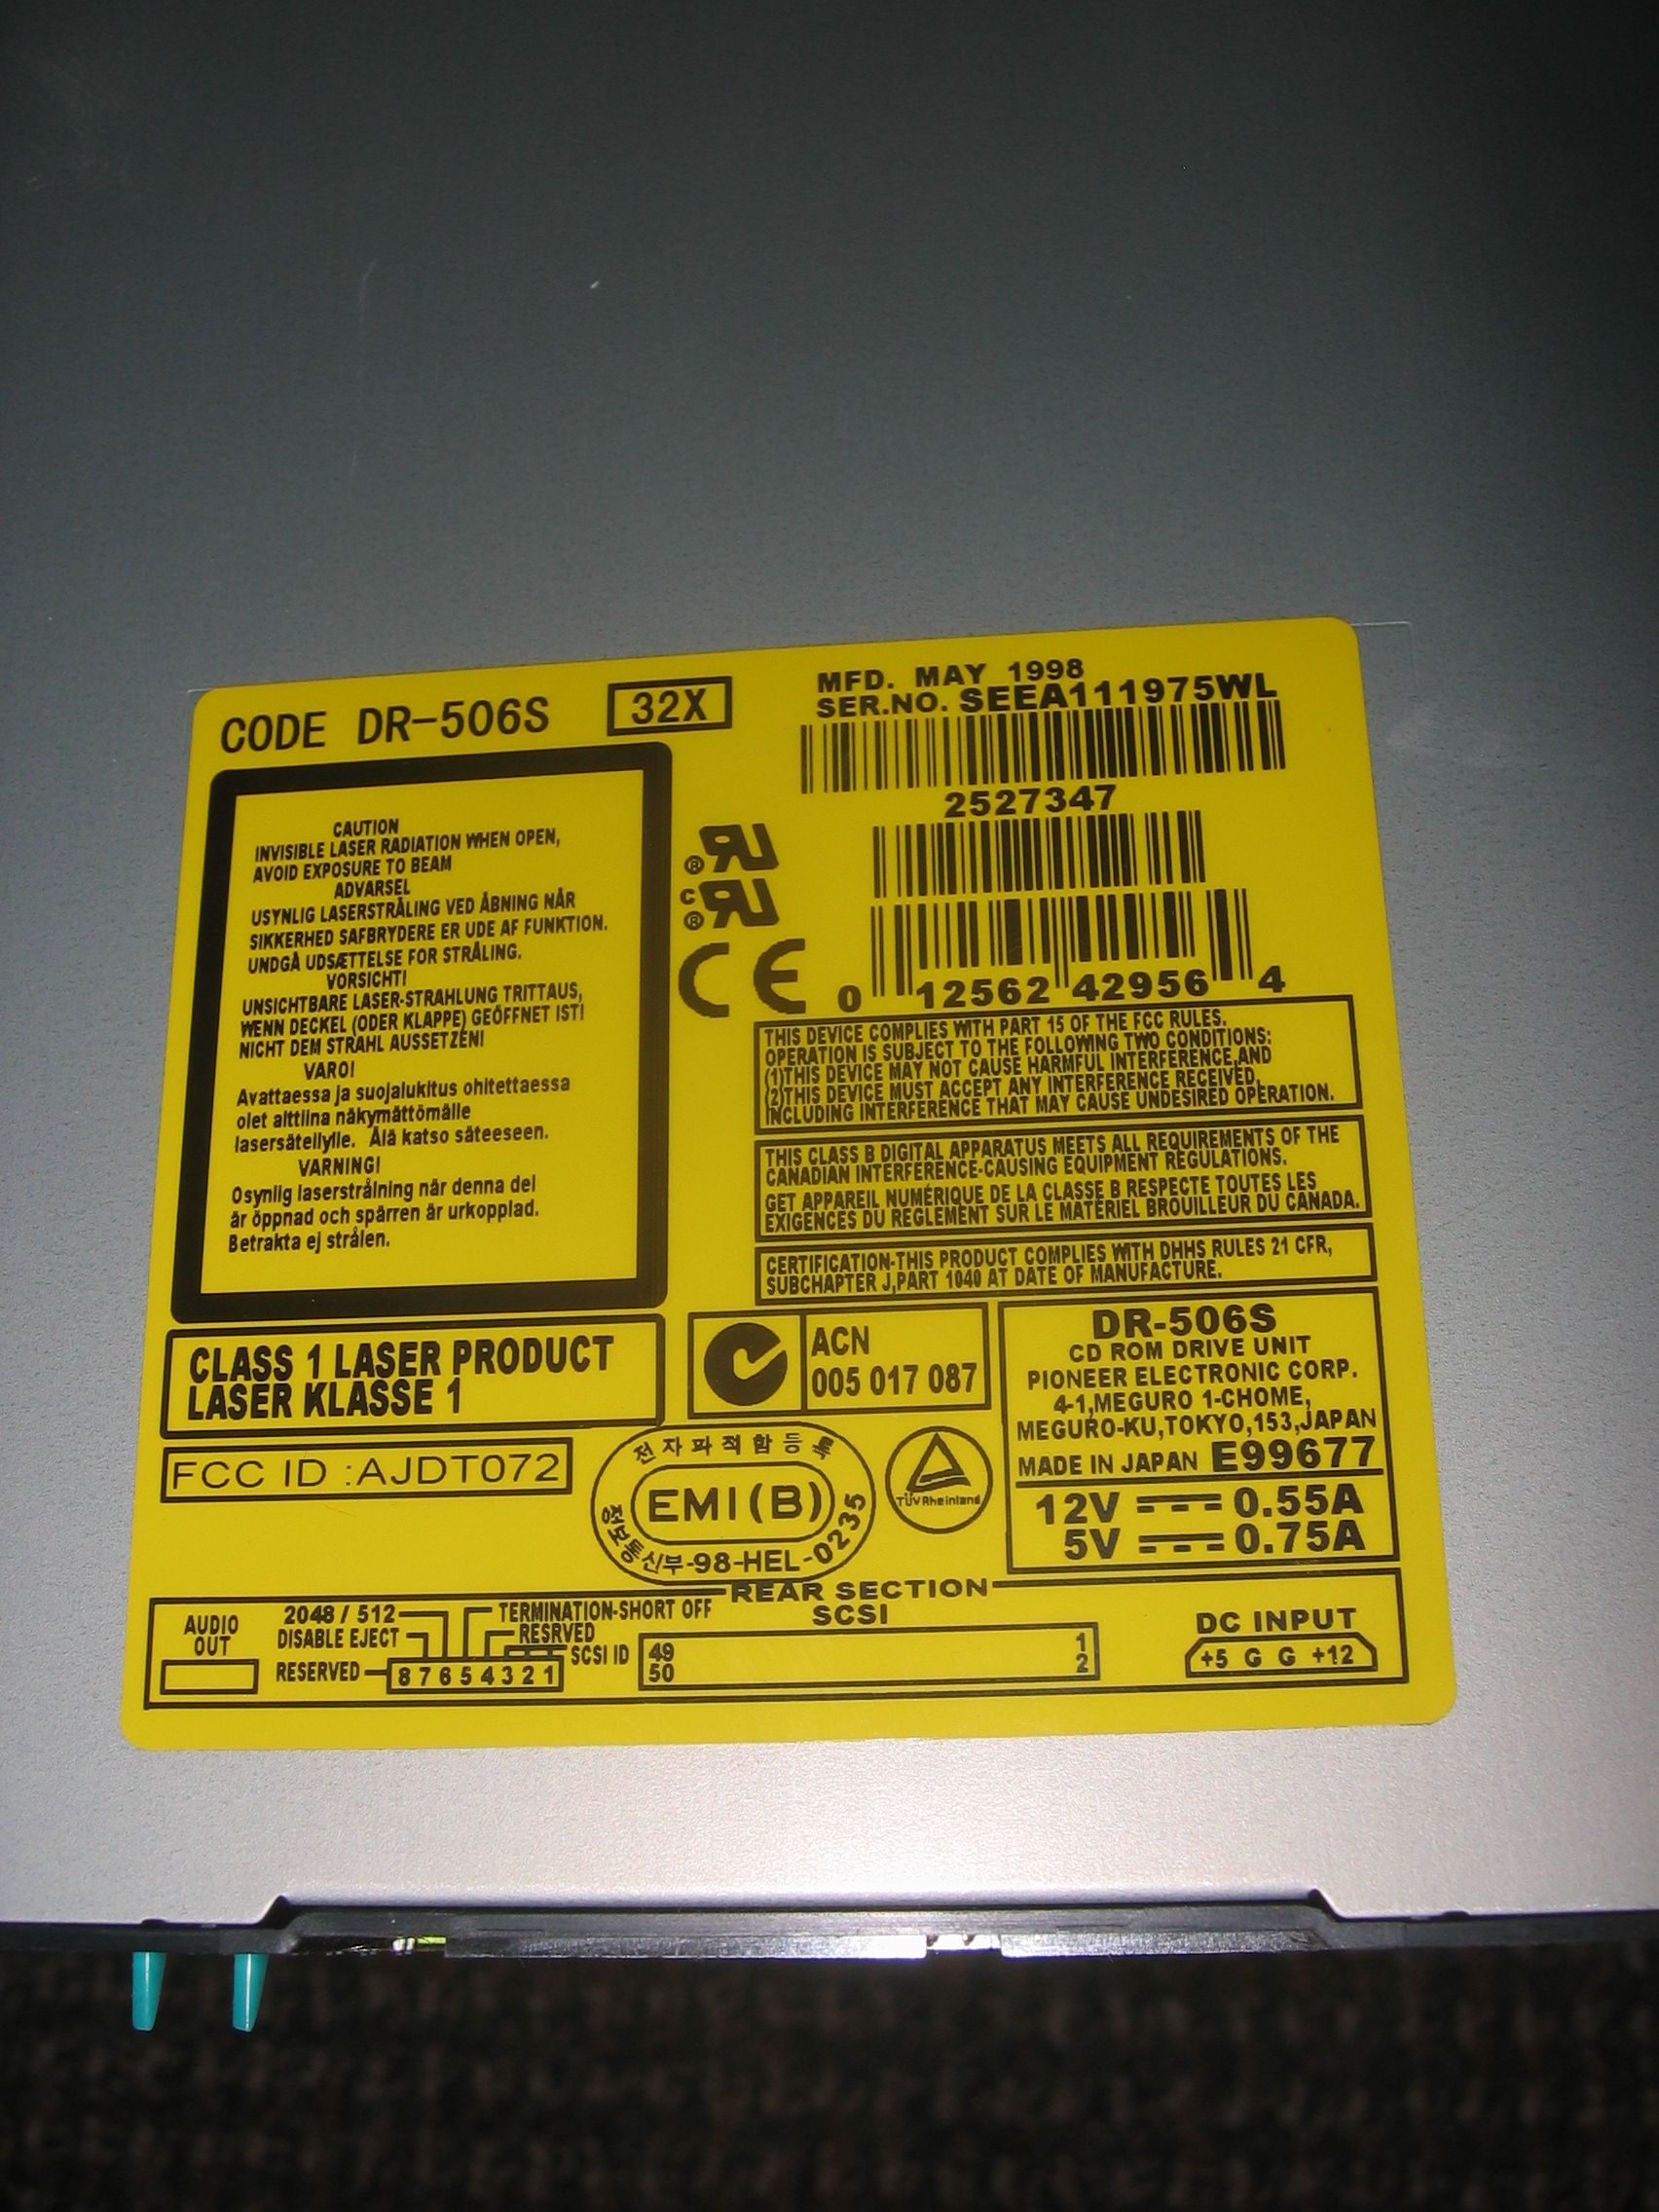 CODE DR-506S 32X
MFD. MAY 1998
SER.NO. SEEA111975WL
2527347
0 12562 42956 4
CAUTION
INVISIBLE LASER RADIATION WHEN OPEN,
AVOID EXPOSURE TO BEAM
ADVARSEL
USYNLIG LASERSTRÅLING VED ÅBNING NÅR
SIKKERHED SAFBRYDERE ER UDE AF FUNKTION.
UNDGÅ UDSÆTTELSE FOR STRÅLING.
VORSICHT!
UNSICHTBARE LASER-STRAHLUNG TRITTAUS,
WENN DECKEL (ODER KLAPPE) GEÖFFNET IST!
NICHT DEM STRAHL AUSSETZEN!
VARO!
Avattaessa ja suojalukitus ohitettaessa
olet alttiina näkymättömälle
lasersäteilylle. Älä katso säteeseen.
VARNING!
Osynlig laserstrålning når denna del
är öppnad och spärren är urkopplad.
Betrakta ej strålen.
RU
®
c RU
®
CE
THIS DEVICE COMPLIES WITH PART 15 OF THE FCC RULES.
OPERATION IS SUBJECT TO THE FOLLOWING TWO CONDITIONS:
(1)THIS DEVICE MAY NOT CAUSE HARMFUL INTERFERENCE,AND
(2)THIS DEVICE MUST ACCEPT ANY INTERFERENCE RECEIVED,
INCLUDING INTERFERENCE THAT MAY CAUSE UNDESIRED OPERATION.
THIS CLASS B DIGITAL APPARATUS MEETS ALL REQUIREMENTS OF THE
CANADIAN INTERFERENCE-CAUSING EQUIPMENT REGULATIONS.
GET APPAREIL NUMÉRIQUE DE LA CLASSE B RESPECTE TOUTES LES
EXIGENCES DU REGLEMENT SUR LE MATÉRIEL BROUILLEUR DU CANADA.
CERTIFICATION-THIS PRODUCT COMPLIES WITH DHHS RULES 21 CFR,
SUBCHAPTER J,PART 1040 AT DATE OF MANUFACTURE.
CLASS 1 LASER PRODUCT
LASER KLASSE 1
ACN
005 017 087
DR-506S
CD ROM DRIVE UNIT
PIONEER ELECTRONIC CORP.
4-1,MEGURO 1-CHOME,
MEGURO-KU,TOKYO,153,JAPAN
MADE IN JAPAN E99677
12V 0.55A
5V 0.75A
FCC ID :AJDT072
전자파적합등록
EMI(B)
정보통신부-98-HEL-0235
TÜV Rheinland
REAR SECTION
AUDIO
OUT
2048 / 512
DISABLE EJECT
RESERVED
TERMINATION-SHORT OFF
RESRVED
SCSI ID
8 7 6 5 4 3 2 1
SCSI
49 1
50 2
DC INPUT
+5 G G +12